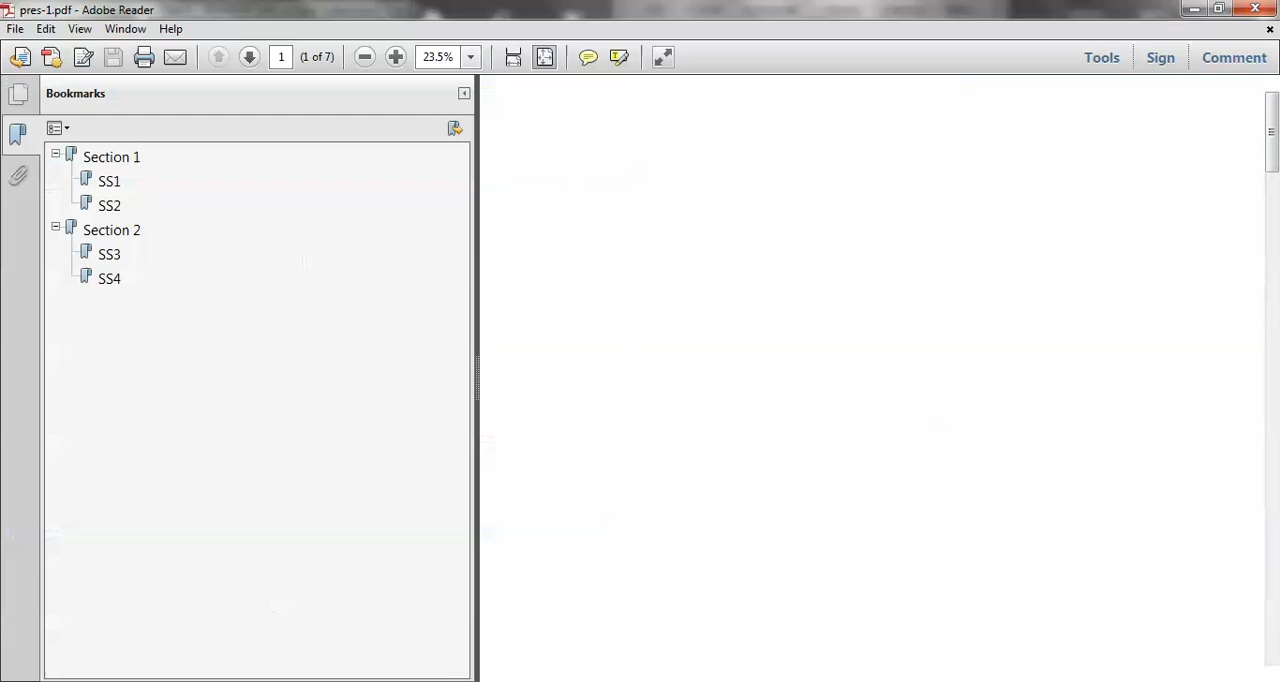 pres-1.pdf - Adobe Reader
File Edit View Window Help
1 (1 of 7) 23.5% Tools Sign Comment
Bookmarks
Section 1
SS1
SS2
Section 2
SS3
SS4